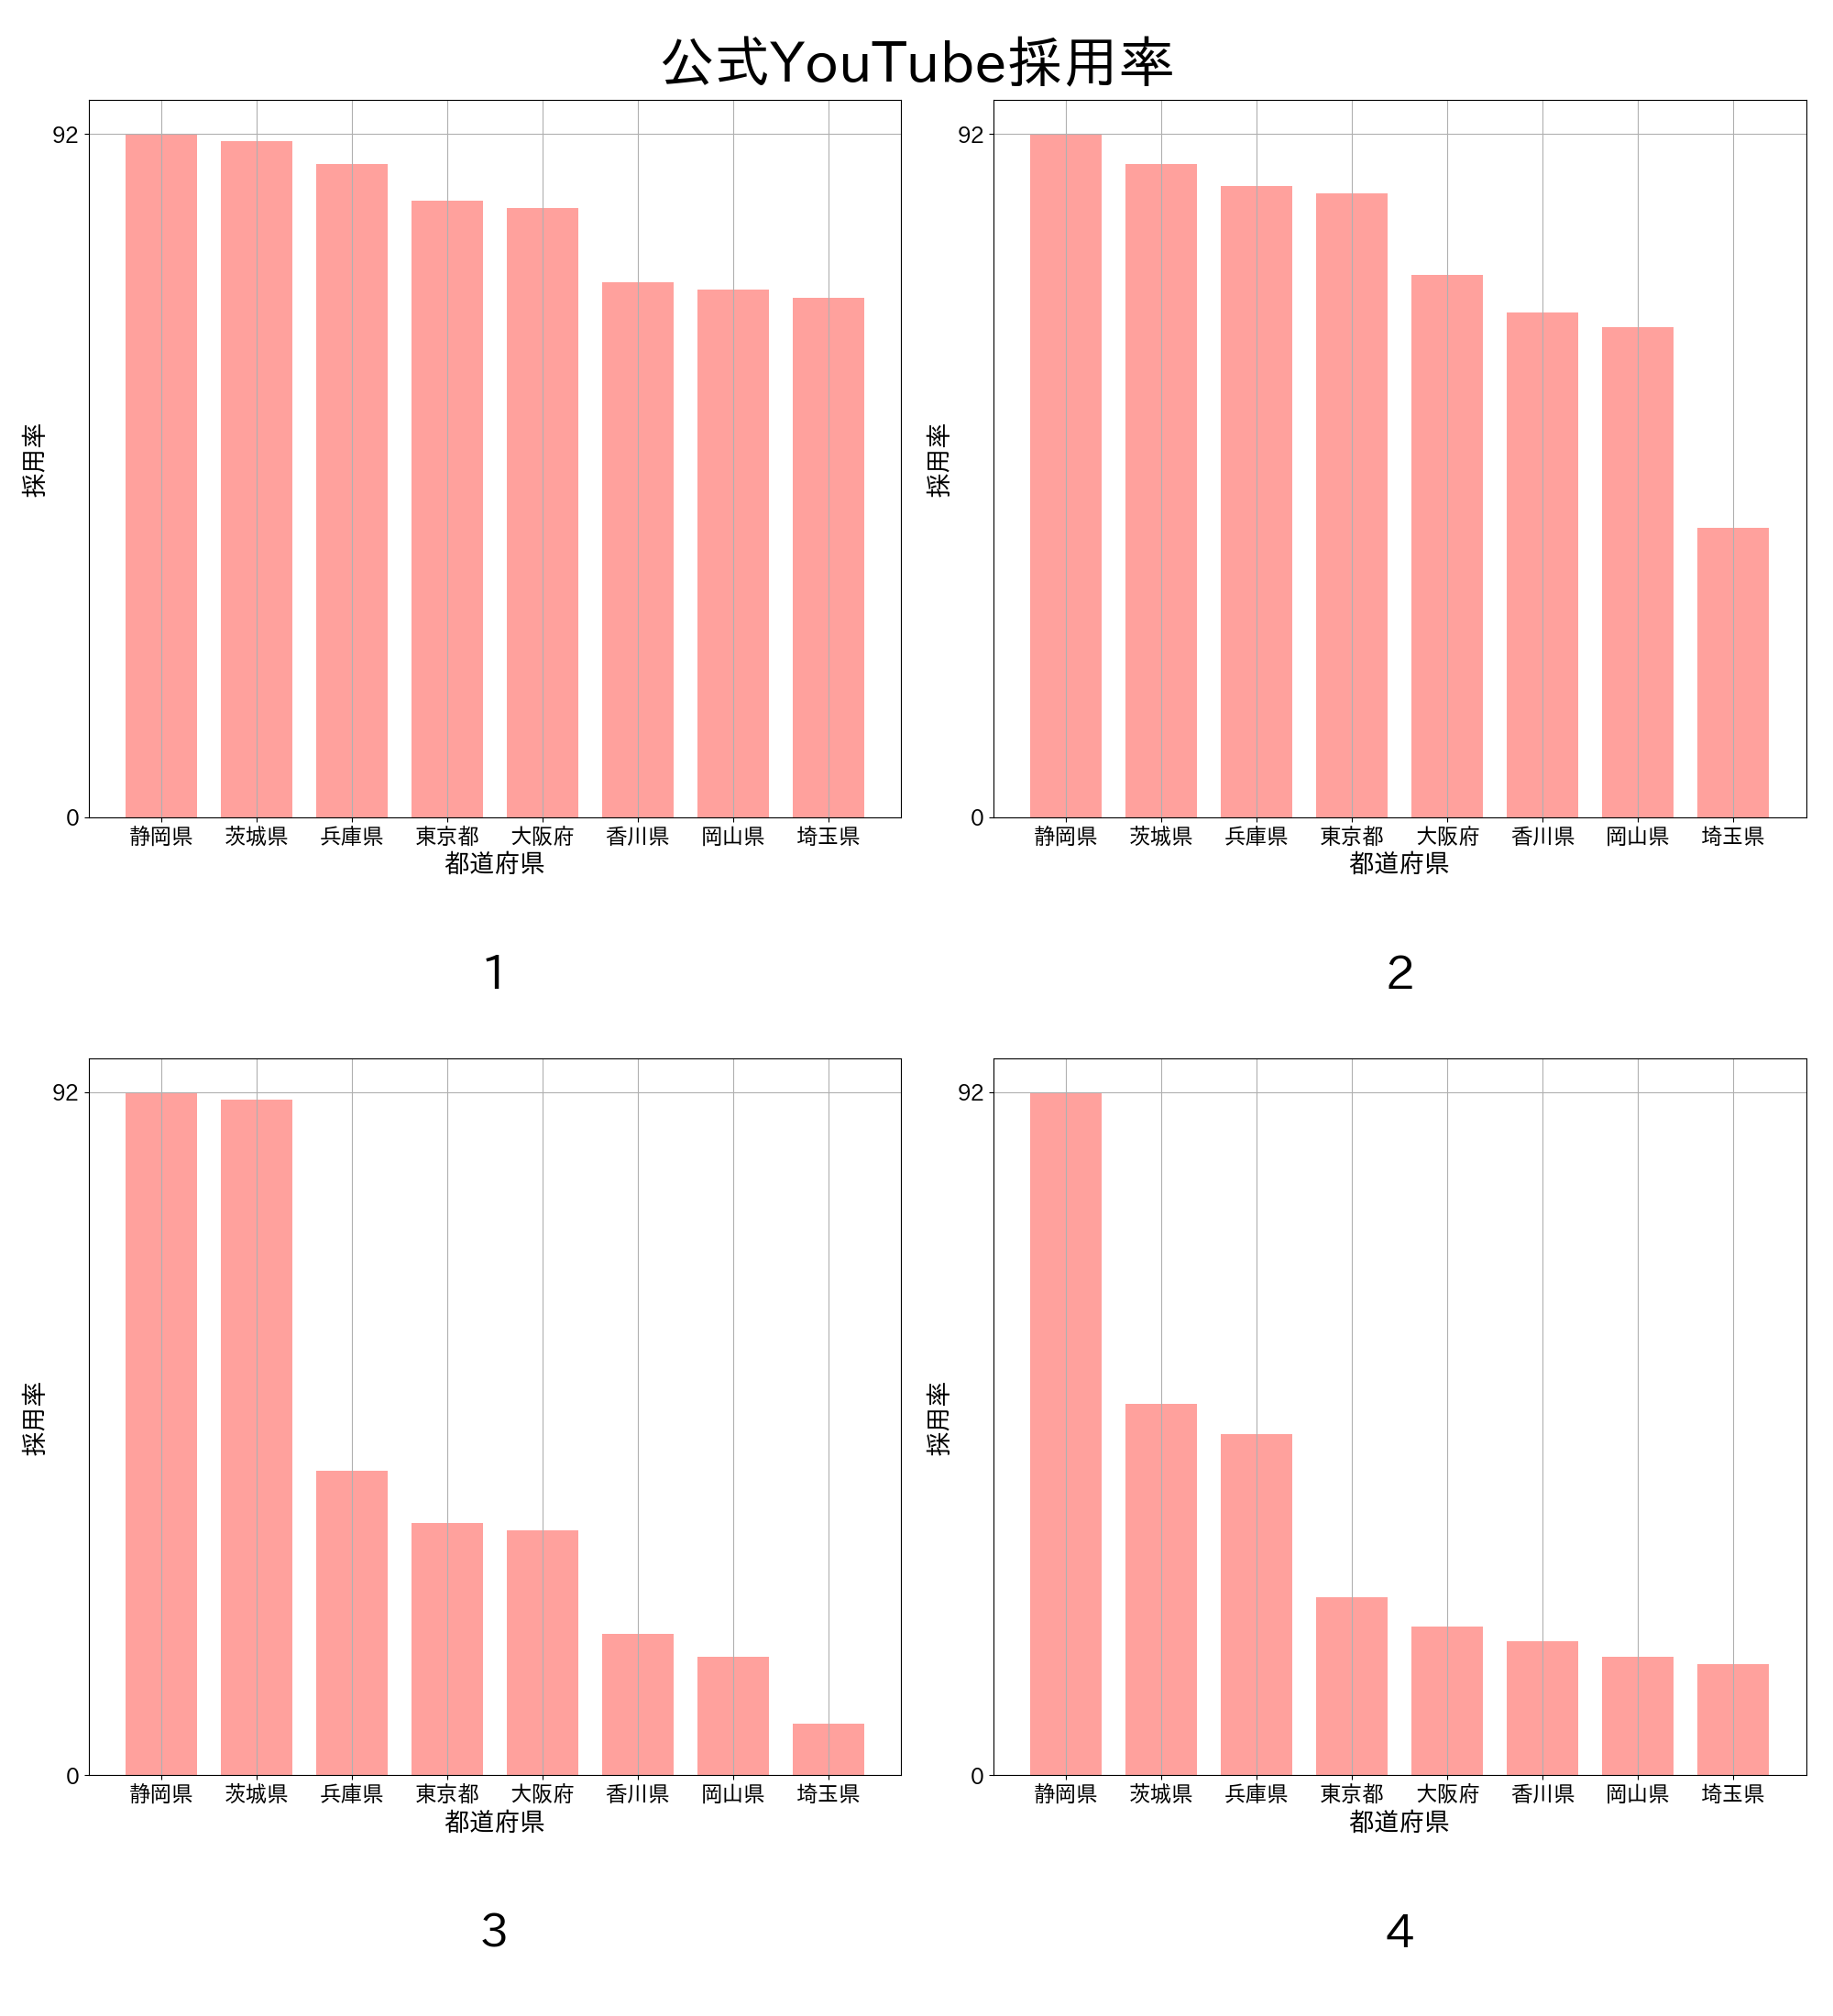 公式YouTube採用率
92
0
採用率
静岡県 茨城県 兵庫県 東京都 大阪府 香川県 岡山県 埼玉県
都道府県
1
92
0
採用率
静岡県 茨城県 兵庫県 東京都 大阪府 香川県 岡山県 埼玉県
都道府県
2
92
0
採用率
静岡県 茨城県 兵庫県 東京都 大阪府 香川県 岡山県 埼玉県
都道府県
3
92
0
採用率
静岡県 茨城県 兵庫県 東京都 大阪府 香川県 岡山県 埼玉県
都道府県
4